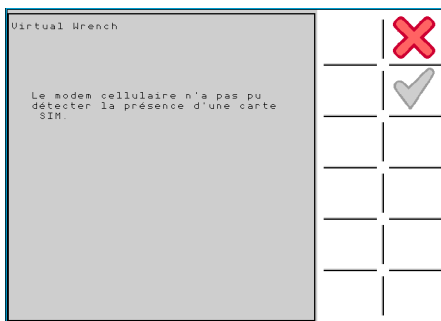 Virtual Wrench
Le modem cellulaire n'a pas pu
détecter la présence d'une carte
SIM.